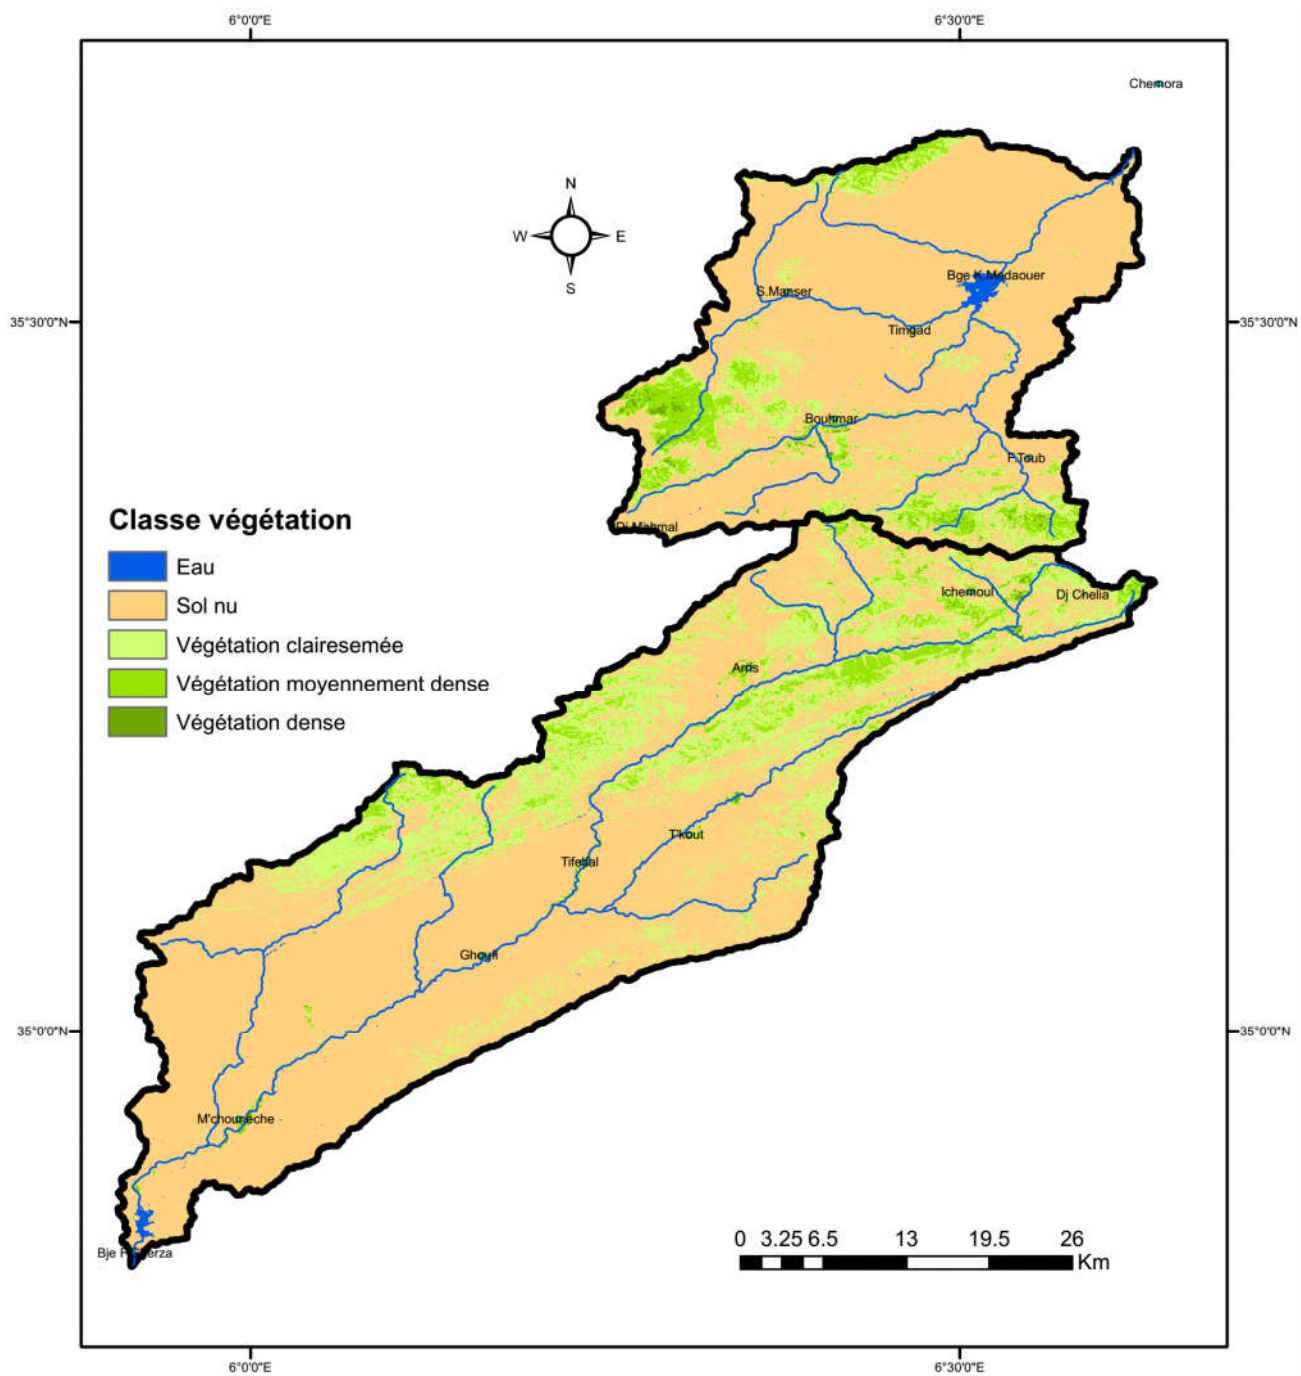 6°0'0"E
6°30'0"E
Chemora
N
W
E
S
Bge K.Medaouer
S.Manser
35°30'0"N
35°30'0"N
Timgad
Bouhmar
F.Toub
Dj Mahmal
Classe végétation
Eau
Sol nu
Végétation clairesemée
Végétation moyennement dense
Végétation dense
Ichemoul
Dj Chelia
Arris
T'kout
Tifelfal
Ghoufi
35°0'0"N
35°0'0"N
M'chouneche
Bje
0 3.25 6.5 13 19.5 26
Km
6°0'0"E
6°30'0"E